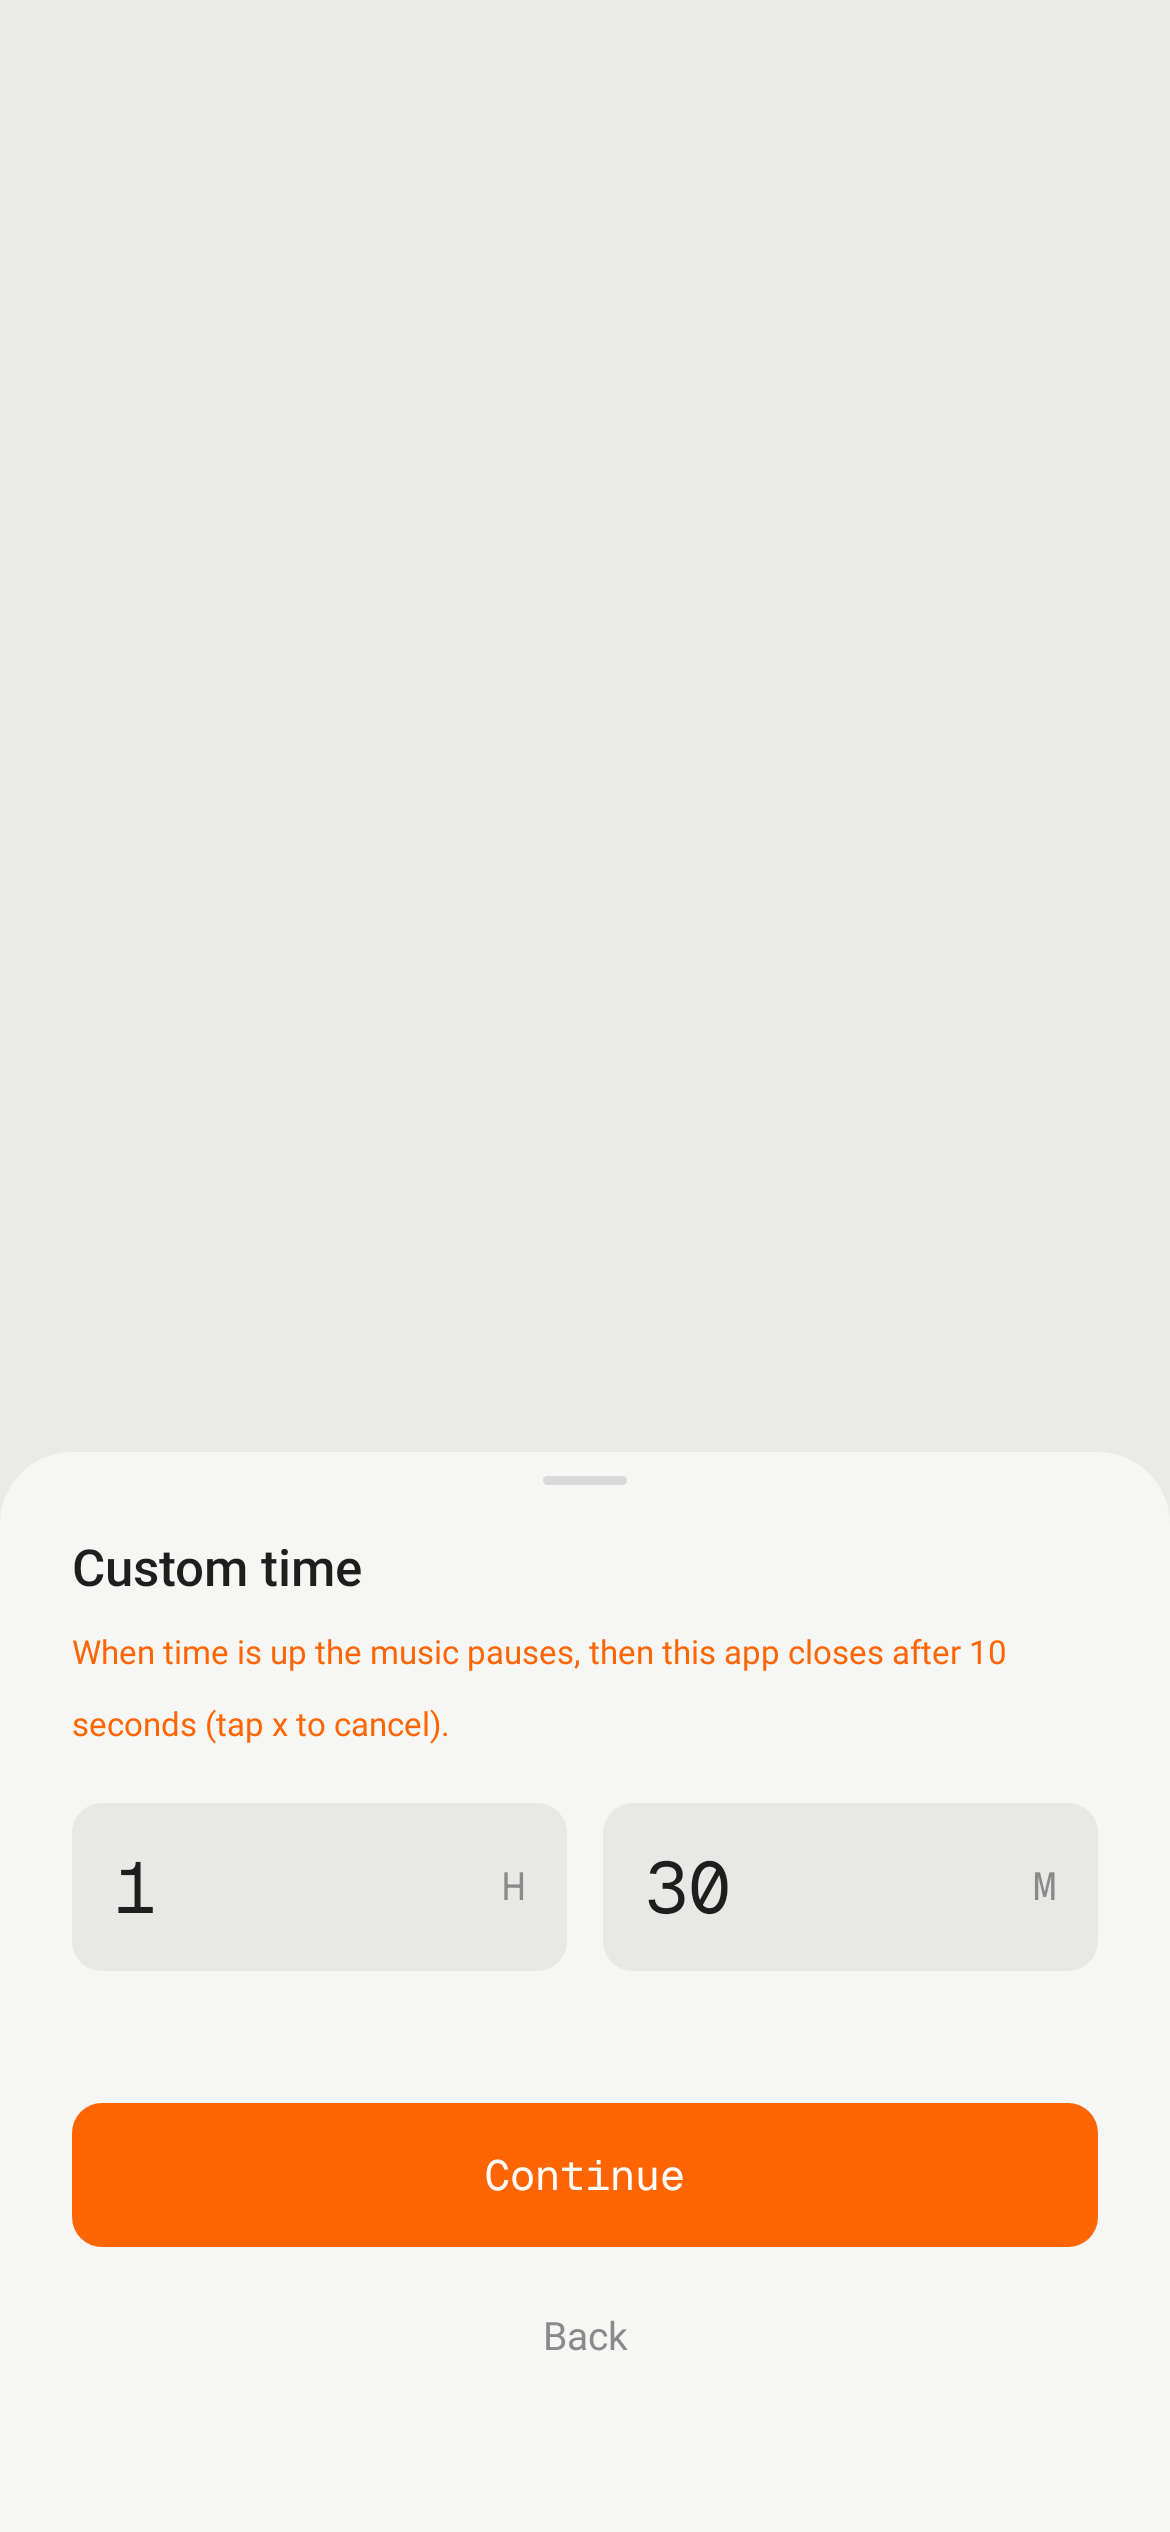 Custom time
When time is up the music pauses, then this app closes after 10
seconds (tap x to cancel).
1 H 30 M
Continue
Back